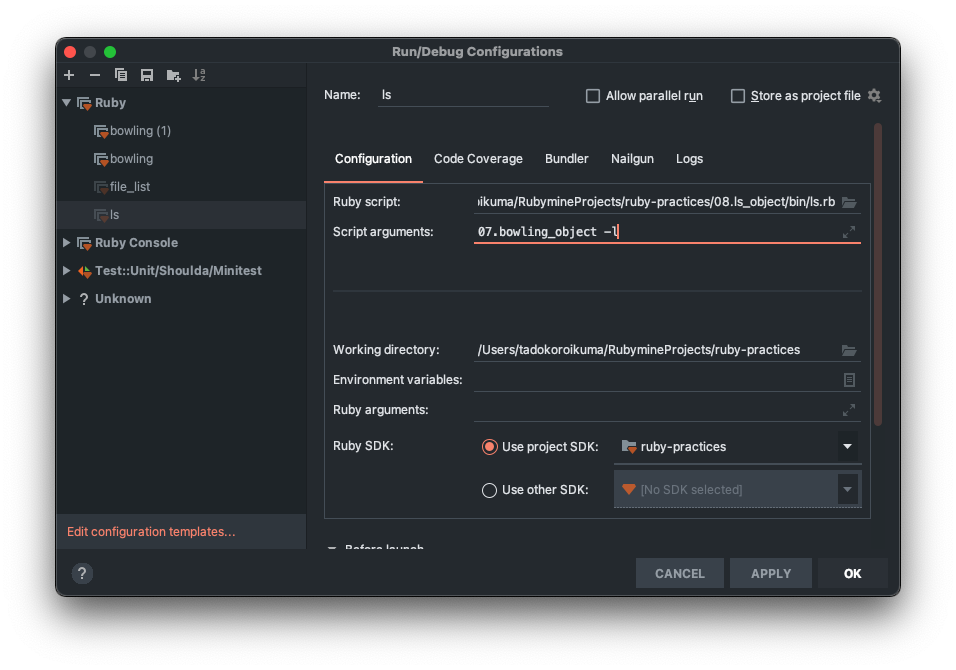 Run/Debug Configurations
Ruby
bowling (1)
bowling
file_list
ls
Ruby Console
Test::Unit/Shoulda/Minitest
? Unknown
Edit configuration templates...
?
Name: ls
Allow parallel run
Store as project file
Configuration Code Coverage Bundler Nailgun Logs
Ruby script: oikuma/RubymineProjects/ruby-practices/08.ls_object/bin/ls.rb
Script arguments: 07.bowling_object -l
Working directory: /Users/tadokoroikuma/RubymineProjects/ruby-practices
Environment variables:
Ruby arguments:
Ruby SDK: Use project SDK: ruby-practices
Use other SDK: [No SDK selected]
Before launch
CANCEL APPLY OK